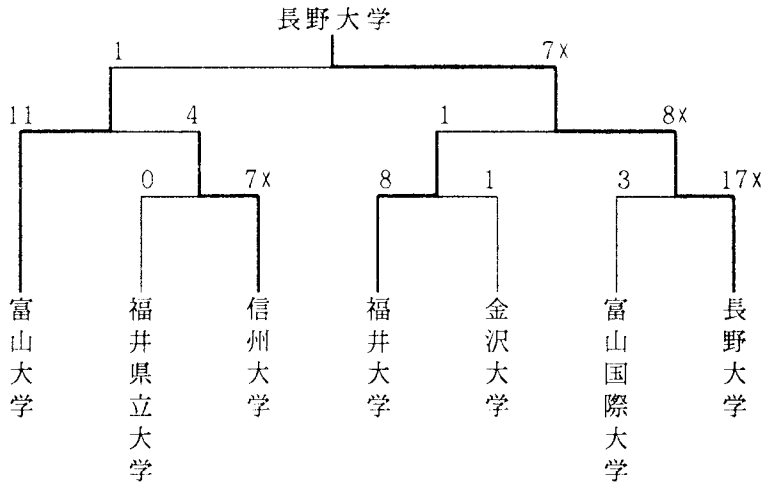 長野大学
1 7x
11 4 1 8x
0 7x 8 1 3 17x
富山大学
福井県立大学
信州大学
福井大学
金沢大学
富山国際大学
長野大学